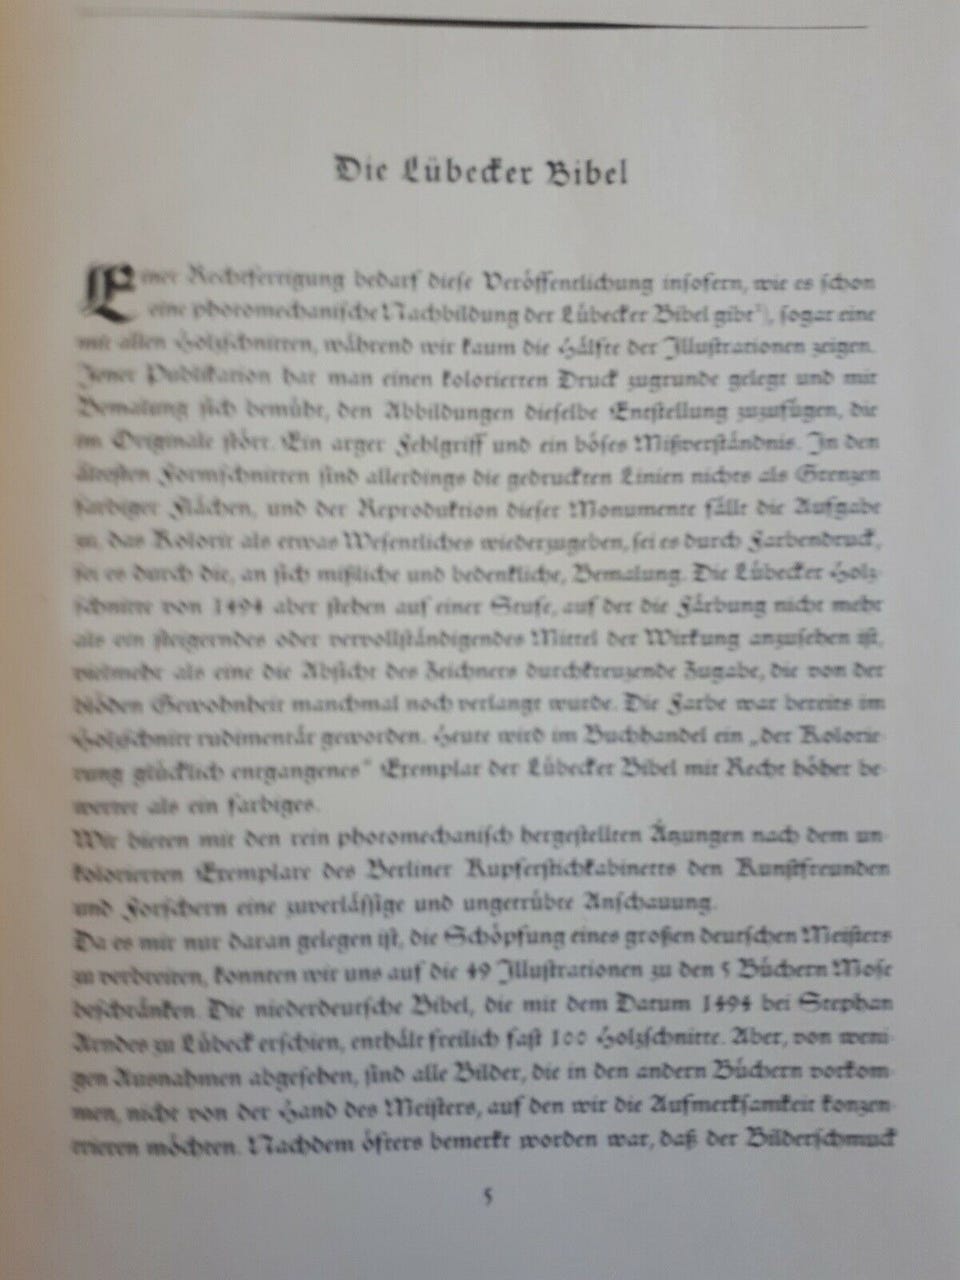 Die Lübecker Bibel
Einer Rechtfertigung bedarf diese Veröffentlichung insofern, wie es schon
eine photomechanische Nachbildung der Lübecker Bibel gibt¹), sogar eine
mit allen Holzschnitten, während wir kaum die Hälfte der Illustrationen zeigen.
Jener Publikation hat man einen kolorierten Druck zugrunde gelegt und mit
Bemalung sich bemüht, den Abbildungen dieselbe Entstellung zuzufügen, die
im Originale stört. Ein arger Fehlgriff und ein böses Mißverständnis. In den
ältesten Formschnitten sind allerdings die gedruckten Linien nichts als Grenzen
farbiger Flächen, und der Reproduktion dieser Monumente fällt die Aufgabe
zu, das Kolorit als etwas Wesentliches wiederzugeben, sei es durch Farbendruck,
sei es durch die, an sich mißliche und bedenkliche, Bemalung. Die Lübecker Holz-
schnitte von 1494 aber stehen auf einer Stufe, auf der die Färbung nicht mehr
als ein steigerndes oder vervollständigendes Mittel der Wirkung anzusehen ist,
vielmehr als eine die Absicht des Zeichners durchkreuzende Zugabe, die von der
blöden Gewohnheit manchmal noch verlangt wurde. Die Farbe war bereits im
Holzschnitt rudimentär geworden. Heute wird im Buchhandel ein „der Kolorie-
rung glücklich entgangenes“ Exemplar der Lübecker Bibel mit Recht höher be-
wertet als ein farbiges.
Wir bieten mit den rein photomechanisch hergestellten Ätzungen nach dem un-
kolorierten Exemplare des Berliner Kupferstichkabinetts den Kunstfreunden
und Forschern eine zuverlässige und ungetrübte Anschauung.
Da es mir nur daran gelegen ist, die Schöpfung eines großen deutschen Meisters
zu verbreiten, konnten wir uns auf die 49 Illustrationen zu den 5 Büchern Mose
beschränken. Die niederdeutsche Bibel, die mit dem Datum 1494 bei Stephan
Arndes zu Lübeck erschien, enthält freilich fast 100 Holzschnitte. Aber, von weni-
gen Ausnahmen abgesehen, sind alle Bilder, die in den andern Büchern vorkom-
men, nicht von der Hand des Meisters, auf den wir die Aufmerksamkeit konzen-
trieren möchten. Nachdem öfters bemerkt worden war, daß der Bilderschmuck
5